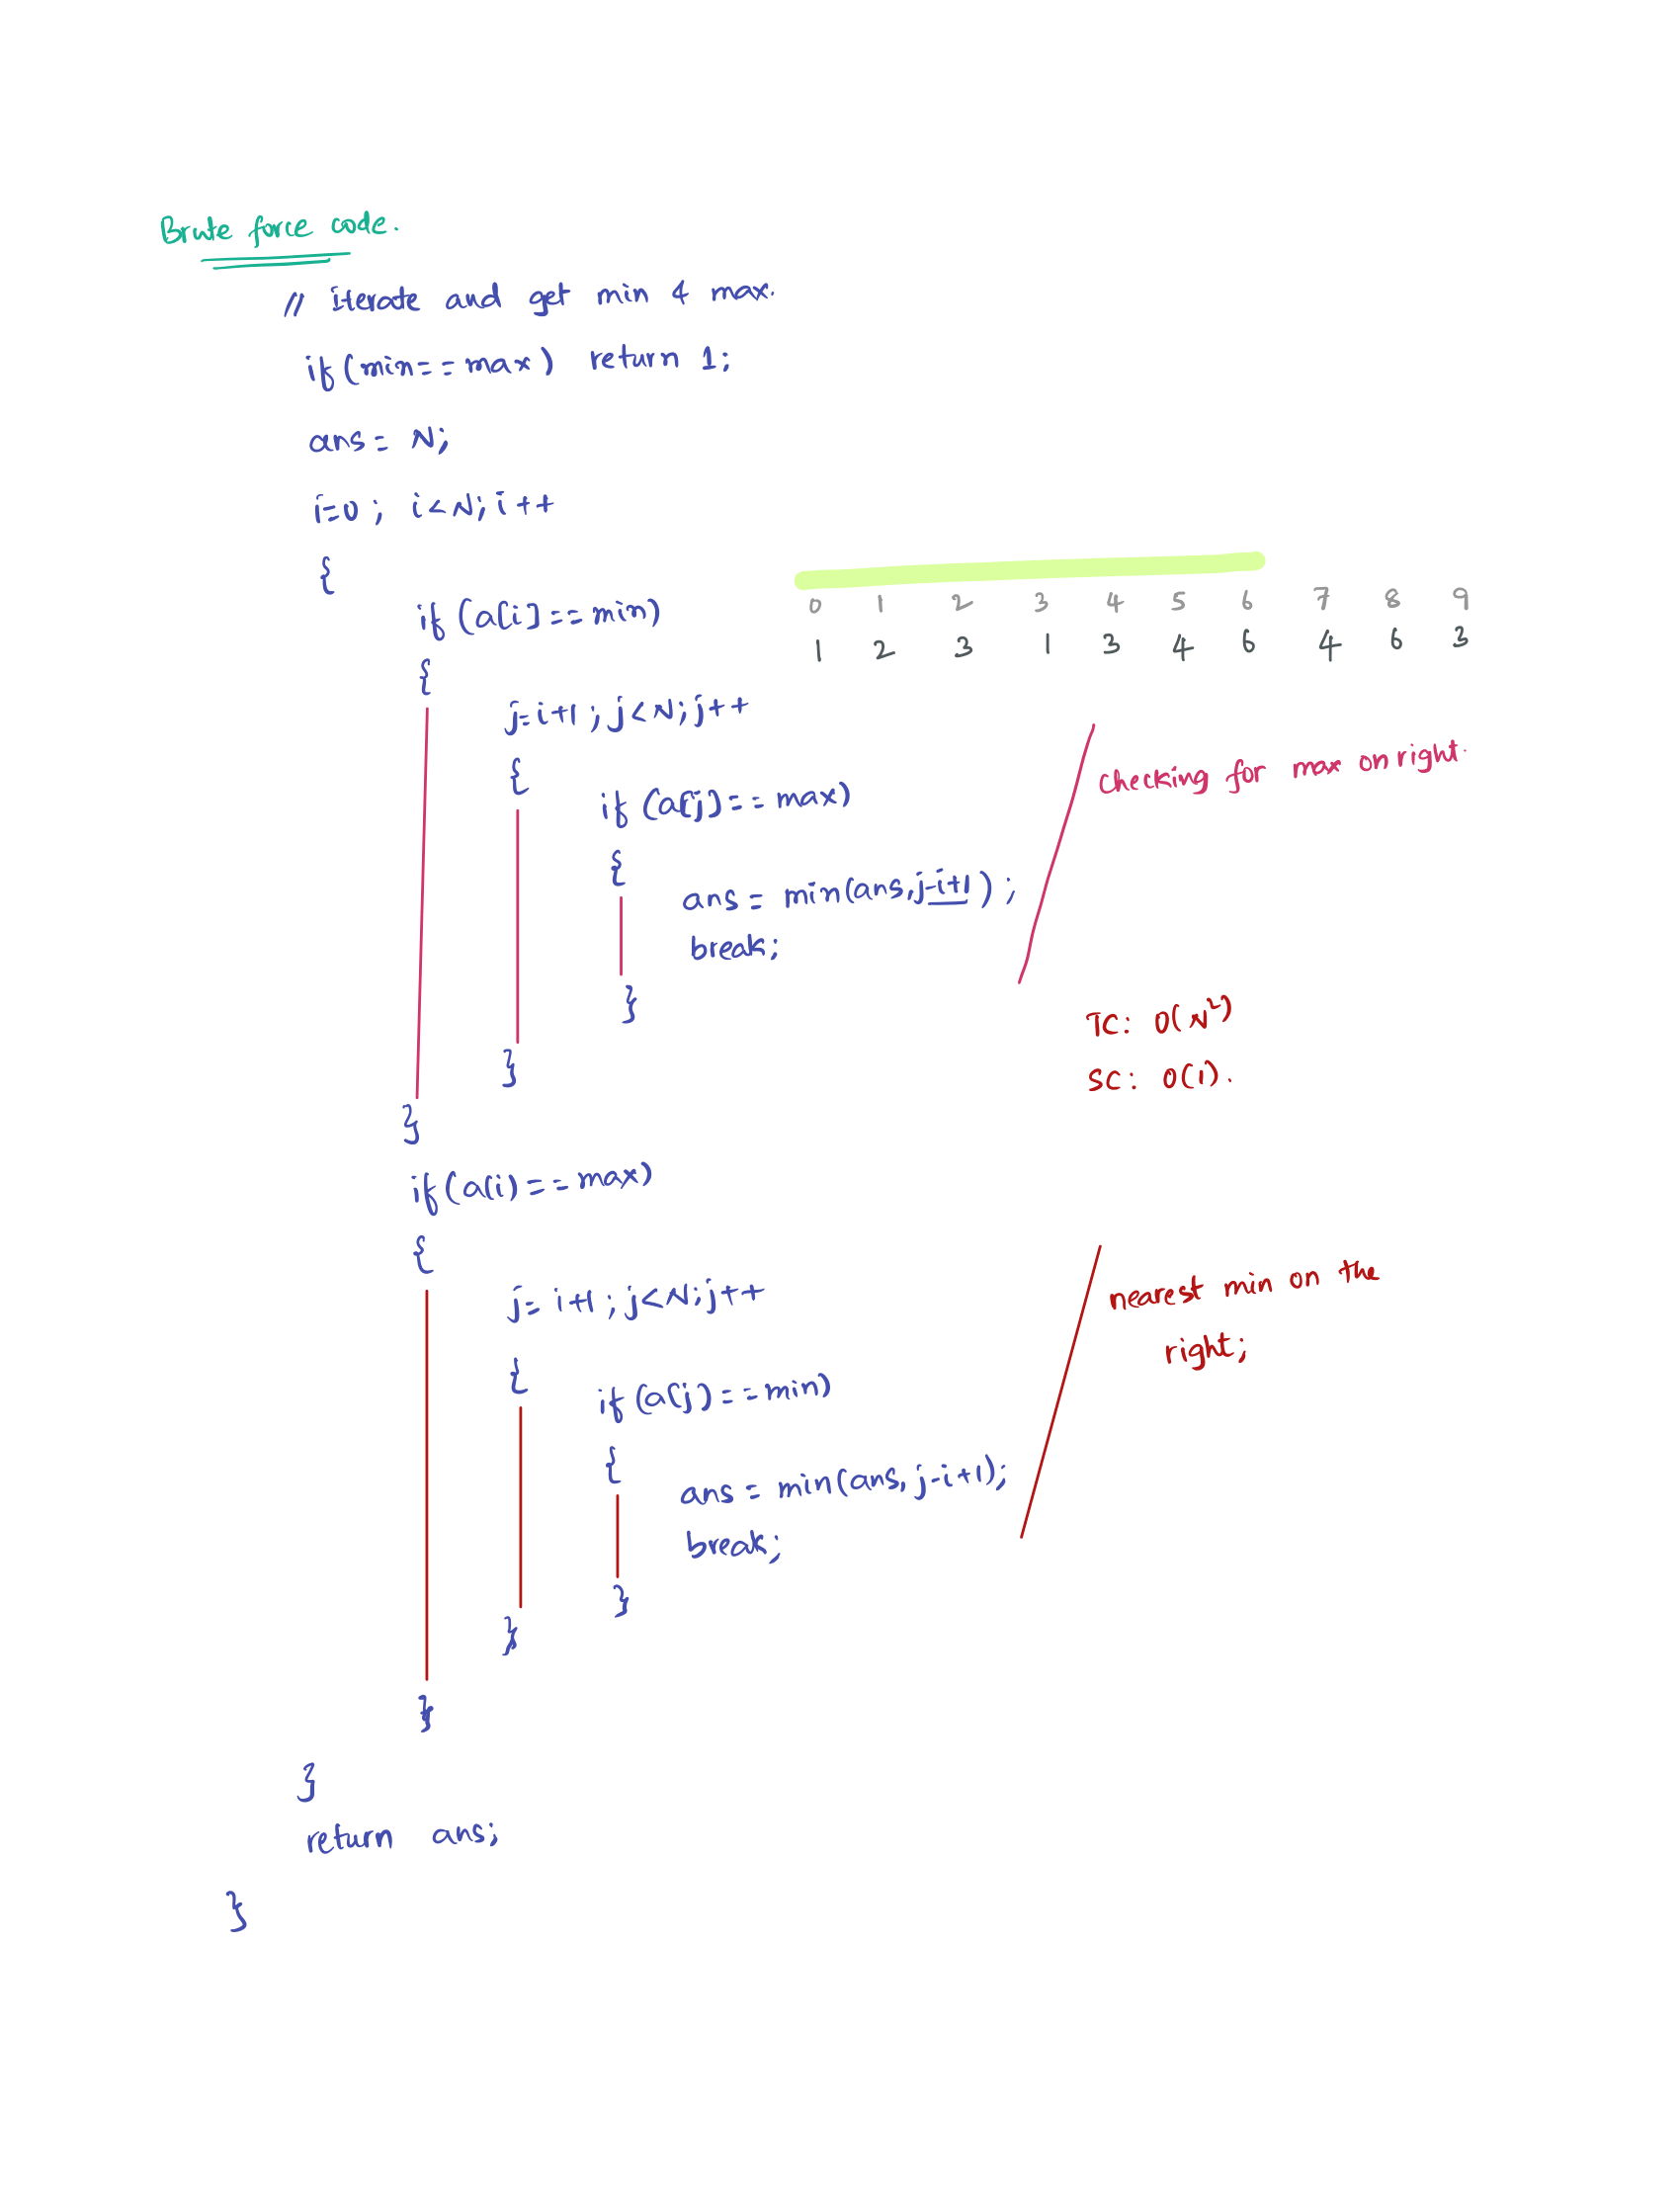 Brute force code.
// iterate and get min & max.
if(min==max) return 1;
ans= N;
i=0; i<N; i++
{
if (a[i]==min)
0 1 2 3 4 5 6 7 8 9
1 2 3 1 3 4 6 4 6 3
{
j=i+1; j<N; j++
{
if (a[j]==max)
checking for max on right.
{
ans = min(ans, j-i+1);
break;
}
TC: O(N²)
}
SC: O(1).
}
if(a[i]==max)
{
j= i+1; j<N; j++
nearest min on the
right;
{
if (a[j]==min)
{
ans = min(ans, j-i+1);
break;
}
}
}
}
return ans;
}